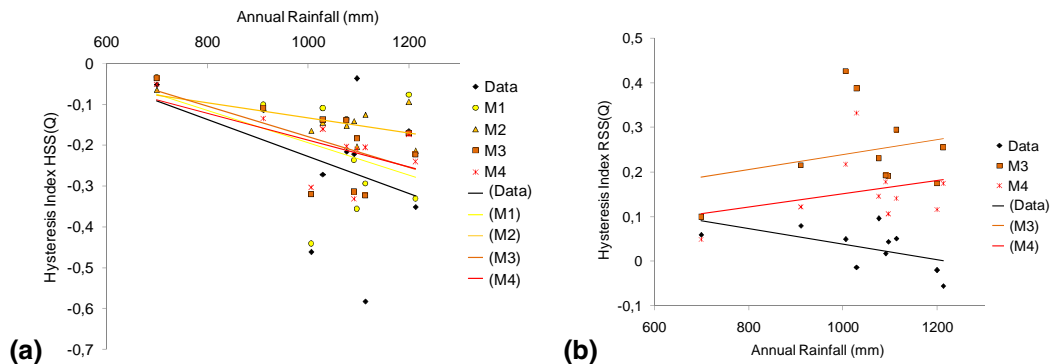 Annual Rainfall (mm)
600 800 1000 1200
0
-0,1
-0,2
-0,3
-0,4
-0,5
-0,6
-0,7
Hysteresis Index HSS(Q)
Data
M1
M2
M3
M4
(Data)
(M1)
(M2)
(M3)
(M4)
(a)
0,5
0,4
0,3
0,2
0,1
0
-0,1
Hysteresis Index RSS(Q)
600 800 1000 1200
Annual Rainfall (mm)
Data
M3
M4
(Data)
(M3)
(M4)
(b)